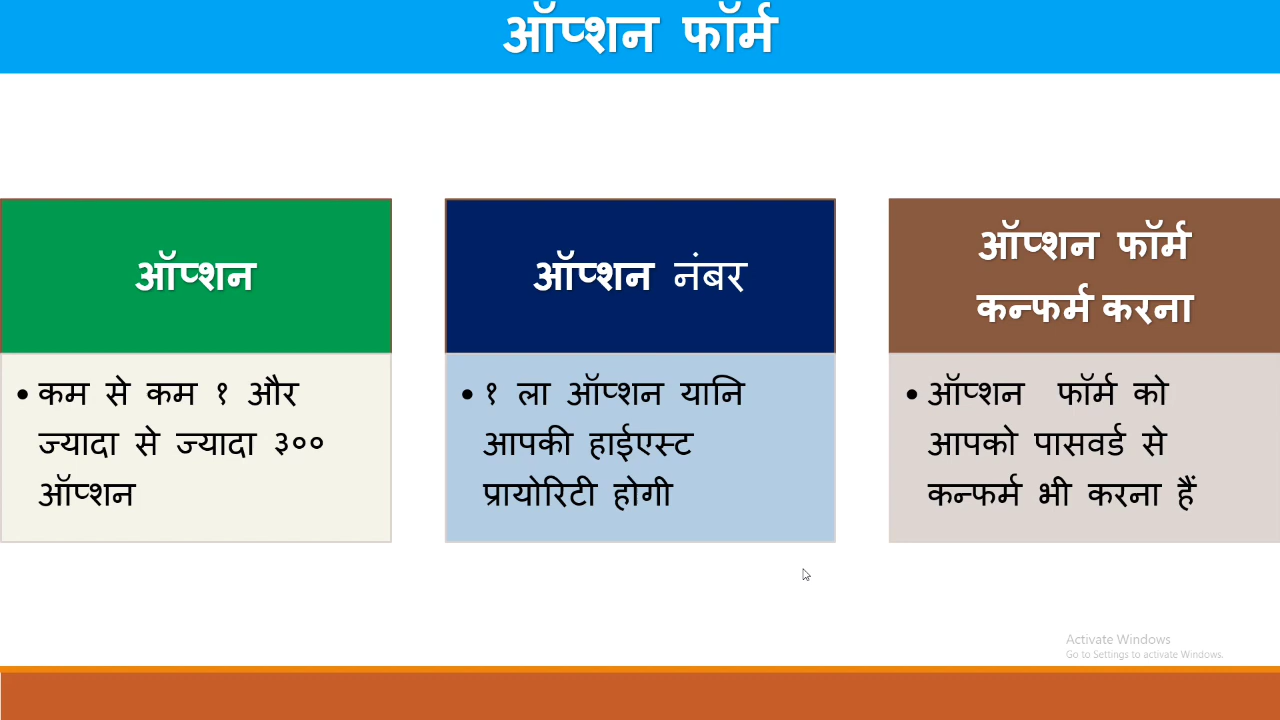 ऑप्शन फॉर्म
ऑप्शन
कम से कम १ और
ज्यादा से ज्यादा ३००
ऑप्शन
ऑप्शन नंबर
१ ला ऑप्शन यानि
आपकी हाईएस्ट
प्रायोरिटी होगी
ऑप्शन फॉर्म
कन्फर्म करना
ऑप्शन फॉर्म को
आपको पासवर्ड से
कन्फर्म भी करना हैं
Activate Windows
Go to Settings to activate Windows.